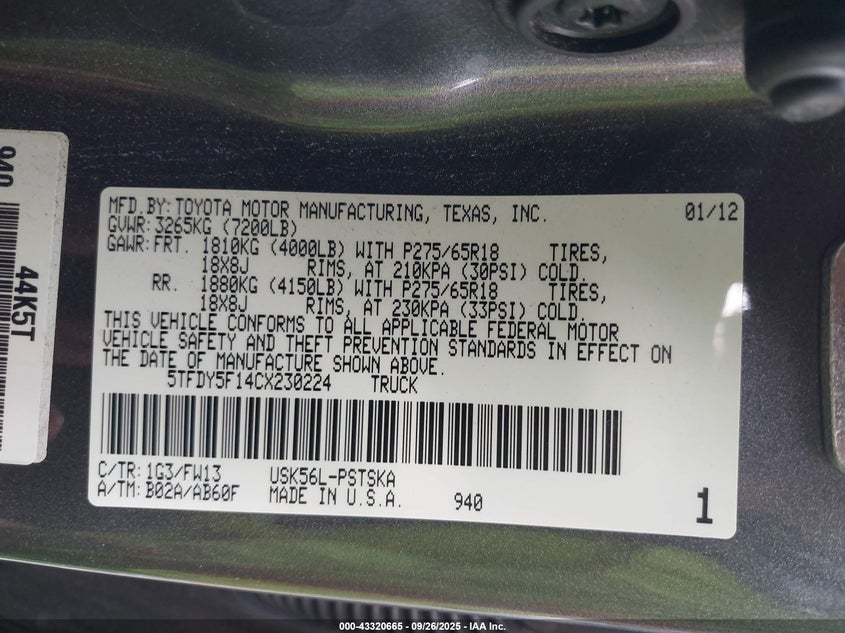 940
44K5T
MFD.BY:TOYOTA MOTOR MANUFACTURING, TEXAS, INC. 01/12
GVWR:3265KG (7200LB)
GAWR:FRT. 1810KG (4000LB) WITH P275/65R18 TIRES,
18X8J RIMS, AT 210KPA (30PSI) COLD.
RR. 1880KG (4150LB) WITH P275/65R18 TIRES,
18X8J RIMS, AT 230KPA (33PSI) COLD.
THIS VEHICLE CONFORMS TO ALL APPLICABLE FEDERAL MOTOR
VEHICLE SAFETY AND THEFT PREVENTION STANDARDS IN EFFECT ON
THE DATE OF MANUFACTURE SHOWN ABOVE.
5TFDY5F14CX230224 TRUCK
C/TR:1G3/FW13 USK56L-PSTSKA
A/TM:B02A/AB60F MADE IN U.S.A. 940
1
000-43320665 - 09/26/2025 - IAA Inc.